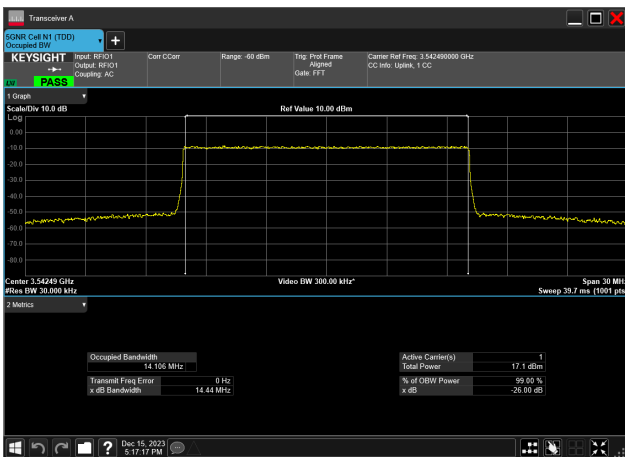 Transceiver A
5GNR Cell N1 (TDD)
Occupied BW
KEYSIGHT
LV
PASS
Input: RFIO1
Output: RFIO1
Coupling: AC
Corr CCorr
Range: -60 dBm
Trig: Prot Frame
Aligned
Gate: FFT
Carrier Ref Freq: 3.542490000 GHz
CC Info: Uplink, 1 CC
1 Graph
Scale/Div 10.0 dB
Ref Value 10.00 dBm
Log
0.00
-10.0
-20.0
-30.0
-40.0
-50.0
-60.0
-70.0
-80.0
Center 3.54249 GHz
Video BW 300.00 kHz*
Span 30 MHz
#Res BW 30.000 kHz
Sweep 39.7 ms (1001 pts
2 Metrics
Occupied Bandwidth
14.106 MHz
Transmit Freq Error 0 Hz
x dB Bandwidth 14.44 MHz
Active Carrier(s) 1
Total Power 17.1 dBm
% of OBW Power 99.00 %
x dB -26.00 dB
Dec 15, 2023
5:17:17 PM